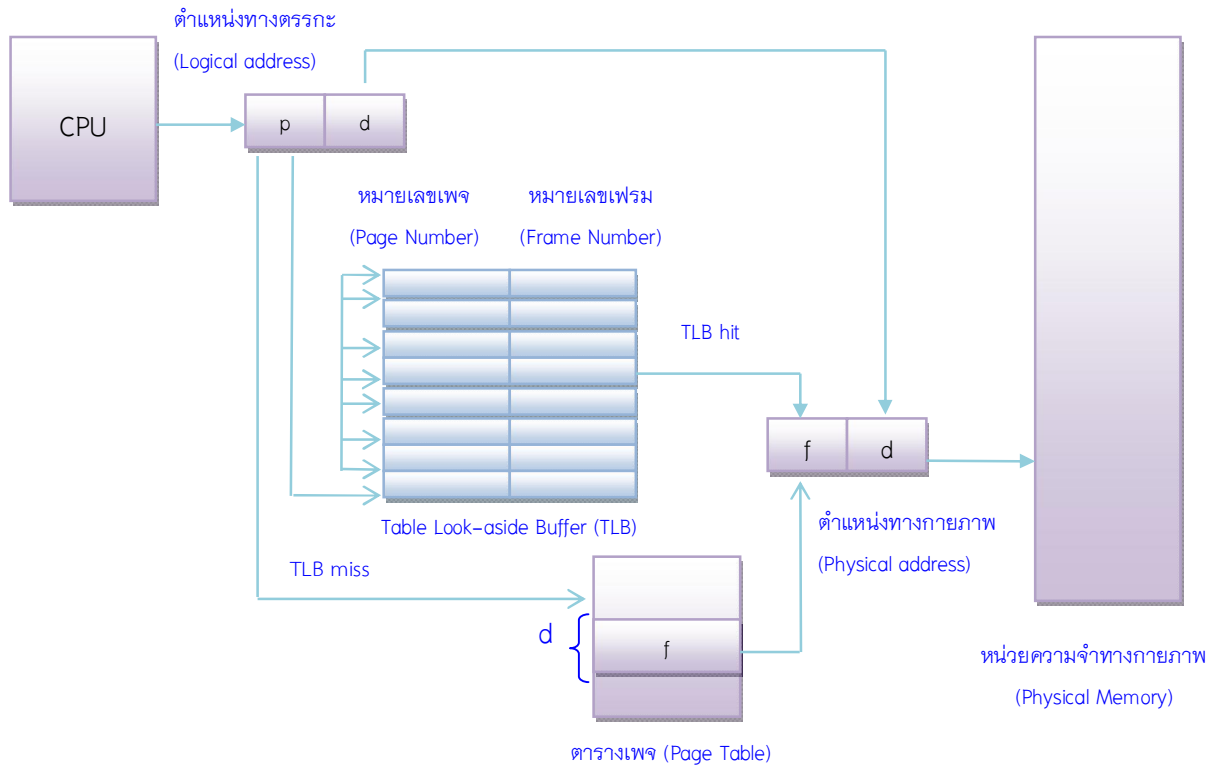 ตำแหน่งทางตรรกะ
(Logical address)
CPU
p d
หมายเลขเพจ หมายเลขเฟรม
(Page Number) (Frame Number)
TLB hit
f d
Table Look-aside Buffer (TLB)
ตำแหน่งทางกายภาพ
(Physical address)
TLB miss
d
f
หน่วยความจำทางกายภาพ
(Physical Memory)
ตารางเพจ (Page Table)